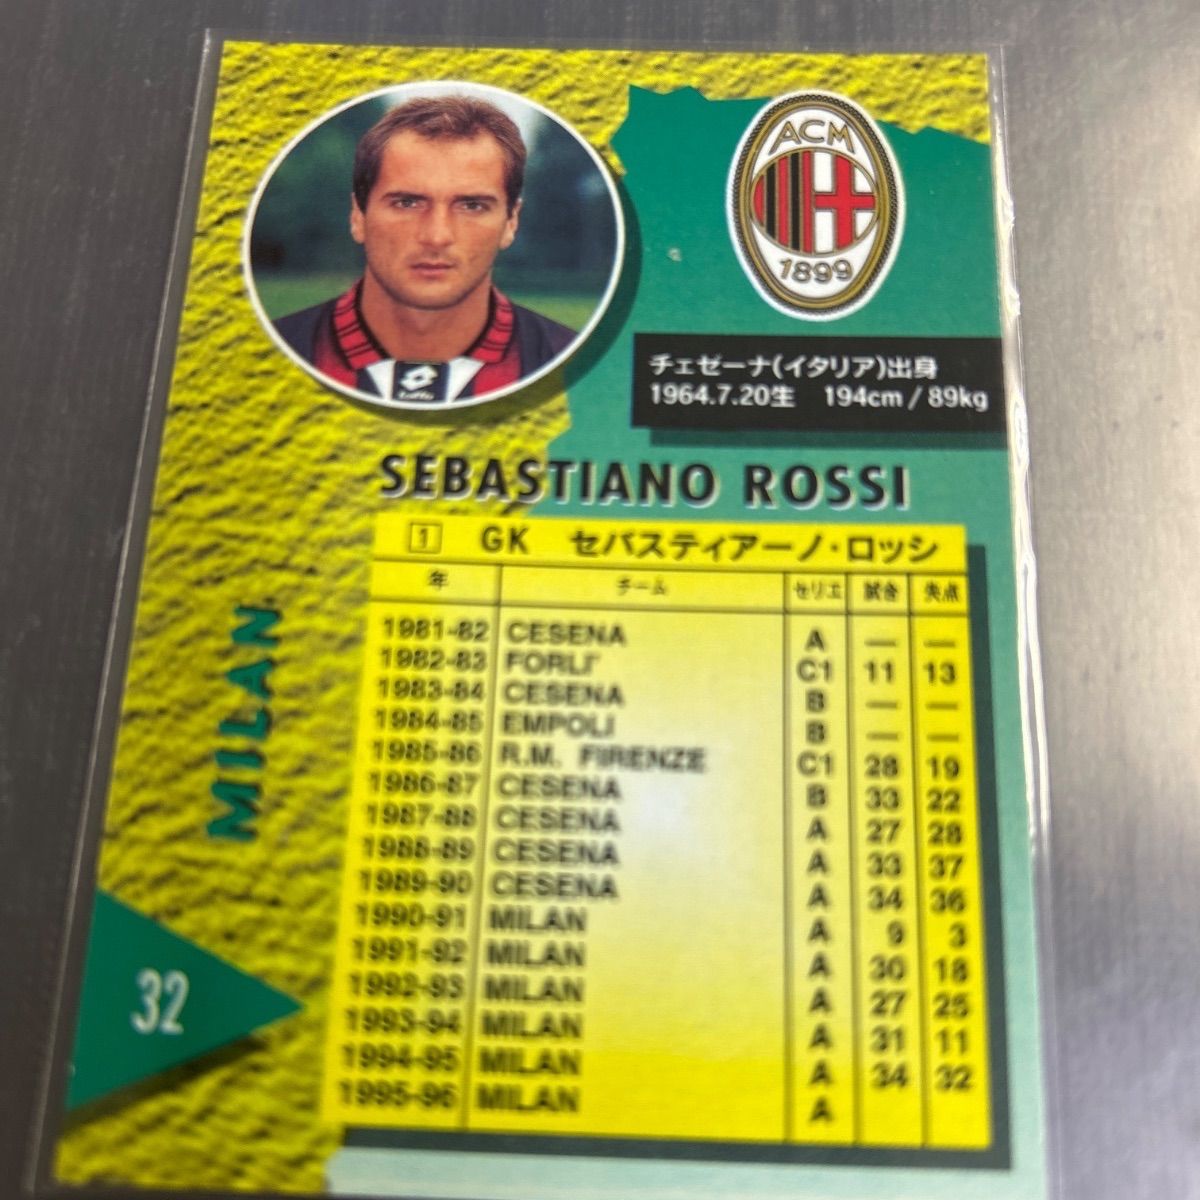 ACM
1899
Lotto
チェゼーナ(イタリア)出身
1964.7.20生 194cm / 89kg
SEBASTIANO ROSSI
1 GK セバスティアーノ・ロッシ
年 チーム セリエ 試合 失点
1981-82 CESENA A — —
1982-83 FORLI' C1 11 13
1983-84 CESENA B — —
1984-85 EMPOLI B — —
1985-86 R.M. FIRENZE C1 28 19
1986-87 CESENA B 33 22
1987-88 CESENA A 27 28
1988-89 CESENA A 33 37
1989-90 CESENA A 34 36
1990-91 MILAN A 9 3
1991-92 MILAN A 30 18
1992-93 MILAN A 27 25
1993-94 MILAN A 31 11
1994-95 MILAN A 34 32
1995-96 MILAN A
MILAN
32